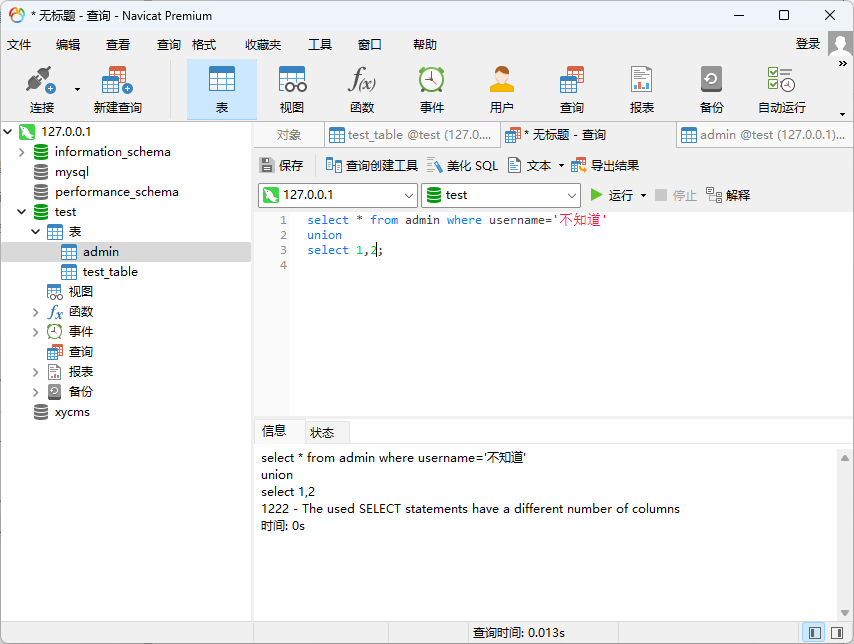 * 无标题 - 查询 - Navicat Premium
文件 编辑 查看 查询 格式 收藏夹 工具 窗口 帮助 登录
连接 新建查询 表 视图 函数 事件 用户 查询 报表 备份 自动运行
127.0.0.1
information_schema
mysql
performance_schema
test
表
admin
test_table
视图
函数
事件
查询
报表
备份
xycms
对象 test_table @test (127.0.... * 无标题 - 查询 admin @test (127.0.0.1)...
保存 查询创建工具 美化 SQL 文本 导出结果
127.0.0.1 test 运行 停止 解释
1 select * from admin where username='不知道'
2 union
3 select 1,2;
4
信息 状态
select * from admin where username='不知道'
union
select 1,2
1222 - The used SELECT statements have a different number of columns
时间: 0s
查询时间: 0.013s